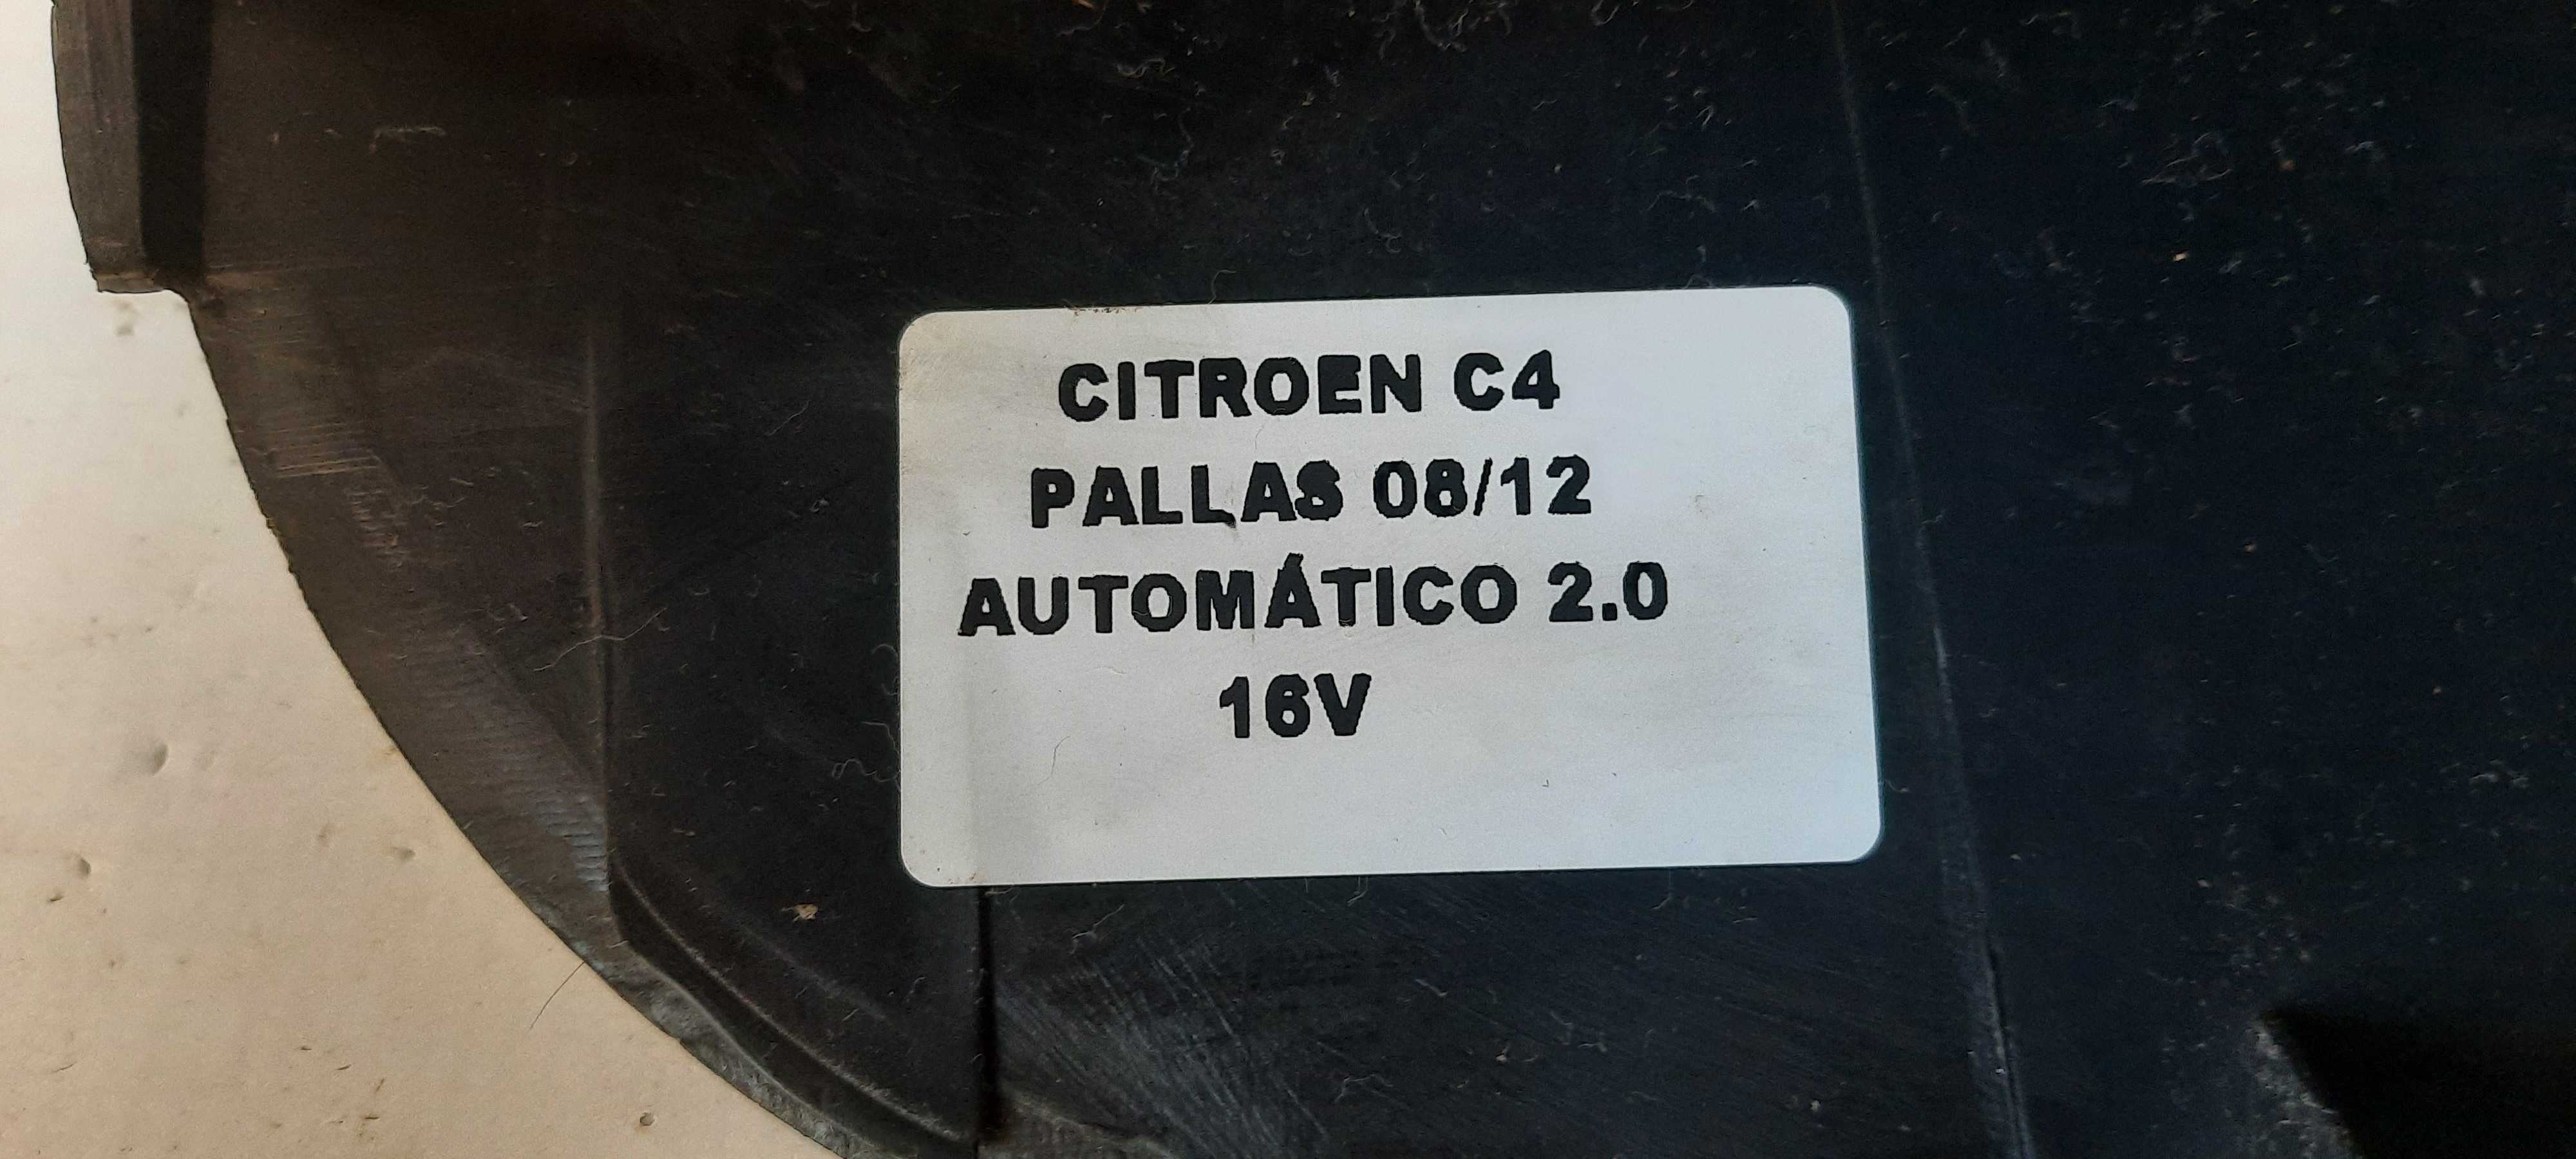 CITROEN C4
PALLAS 08/12
AUTOMÁTICO 2.0
16V